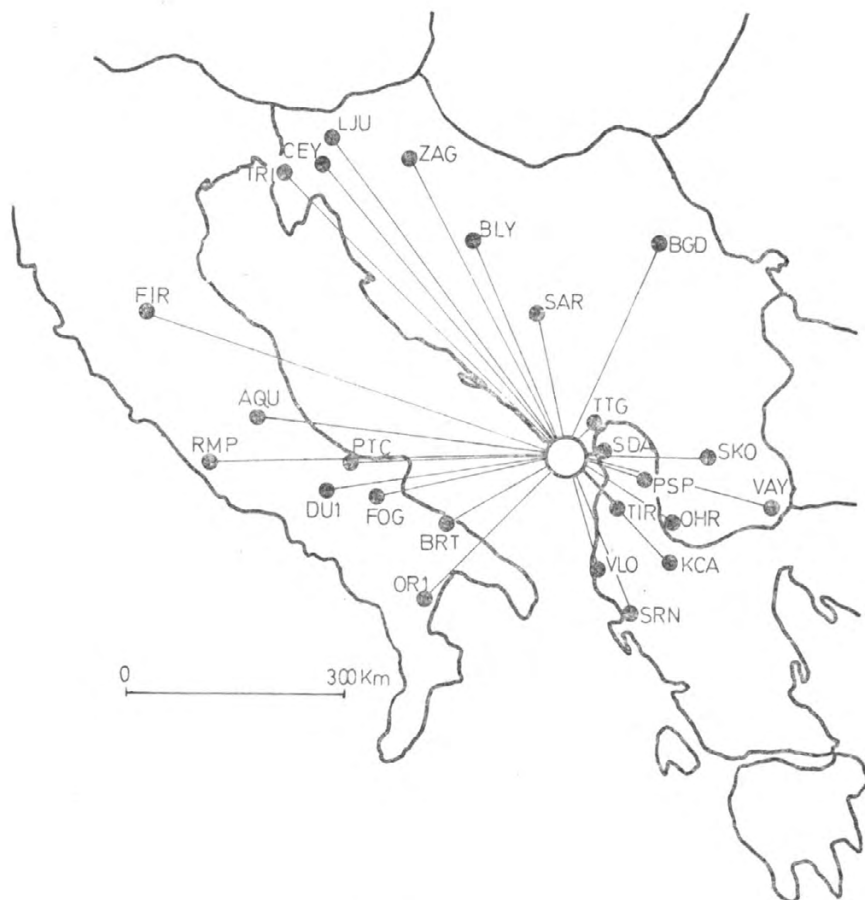 LJU
CEY
ZAG
TRI
BLY
BGD
FIR
SAR
AQU
TTG
RMP
PTC
SDA
SKO
PSP
VAY
DU1
FOG
TIR
OHR
BRT
VLO
KCA
OR1
SRN
0 300 Km